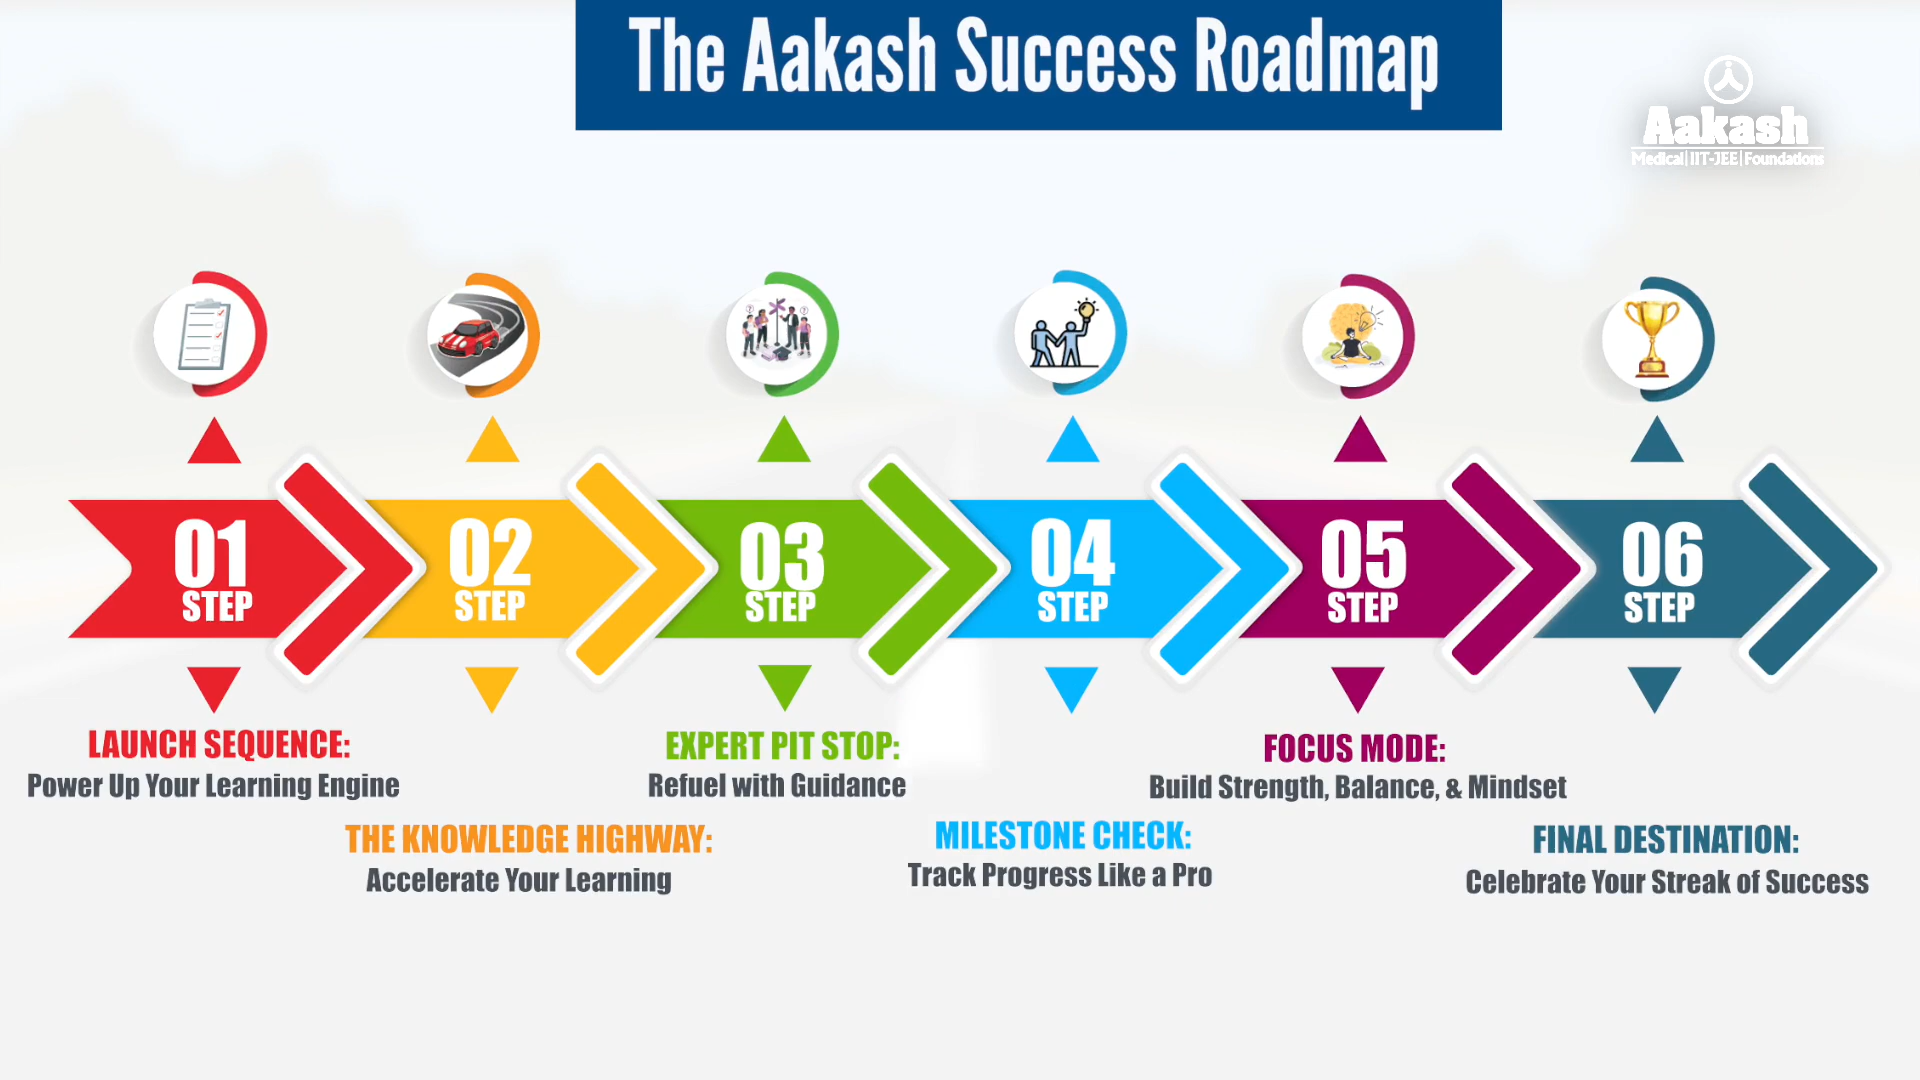 The Aakash Success Roadmap
Aakash
Medical|IIT-JEE|Foundations
01
STEP
02
STEP
03
STEP
04
STEP
05
STEP
06
STEP
LAUNCH SEQUENCE:
Power Up Your Learning Engine
THE KNOWLEDGE HIGHWAY:
Accelerate Your Learning
EXPERT PIT STOP:
Refuel with Guidance
MILESTONE CHECK:
Track Progress Like a Pro
FOCUS MODE:
Build Strength, Balance, & Mindset
FINAL DESTINATION:
Celebrate Your Streak of Success